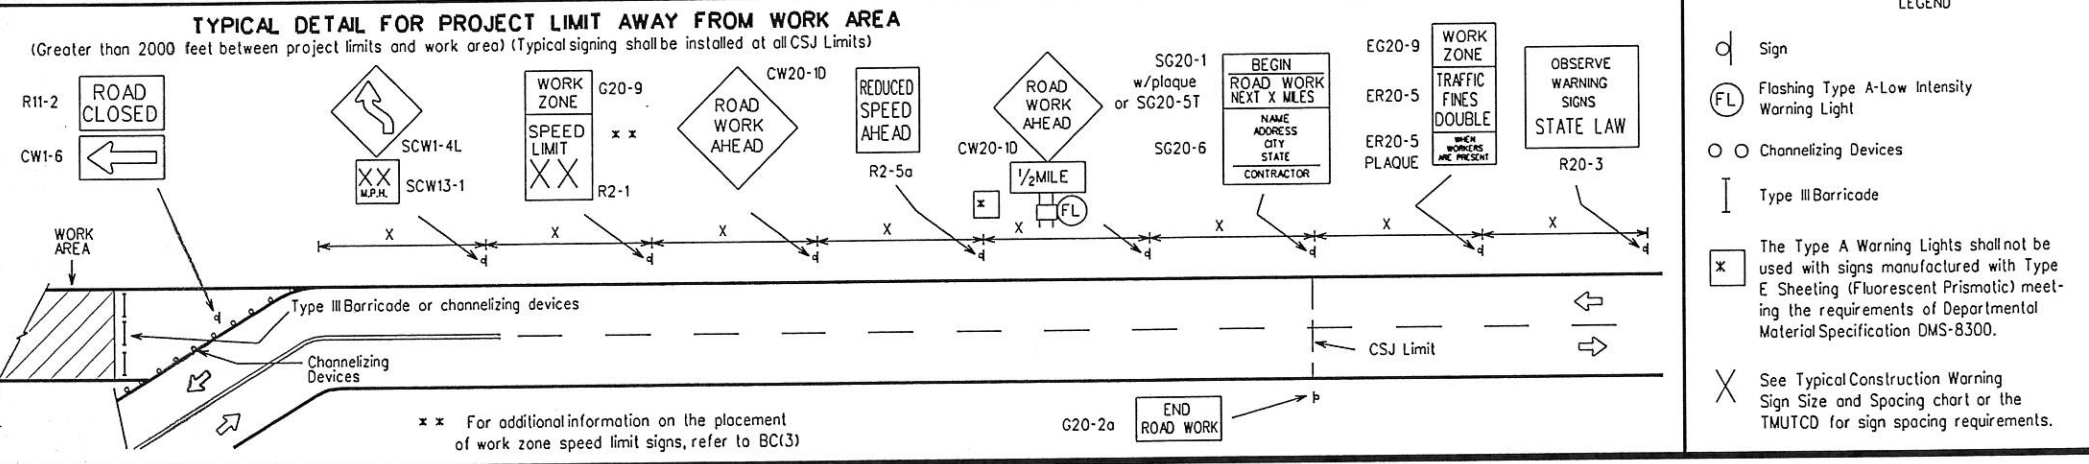 TYPICAL DETAIL FOR PROJECT LIMIT AWAY FROM WORK AREA
(Greater than 2000 feet between project limits and work area) (Typical signing shall be installed at all CSJ Limits)
R11-2
ROAD
CLOSED
CW1-6
SCW1-4L
XX
M.P.H.
SCW13-1
WORK
ZONE
G20-9
SPEED
LIMIT
XX
x x
R2-1
CW20-1D
ROAD
WORK
AHEAD
REDUCED
SPEED
AHEAD
R2-5a
ROAD
WORK
AHEAD
CW20-1D
1/2 MILE
x
FL
SG20-1
w/plaque
or SG20-5T
SG20-6
BEGIN
ROAD WORK
NEXT X MILES
NAME
ADDRESS
CITY
STATE
CONTRACTOR
EG20-9
ER20-5
ER20-5
PLAQUE
WORK
ZONE
TRAFFIC
FINES
DOUBLE
WHEN
WORKERS
ARE PRESENT
OBSERVE
WARNING
SIGNS
STATE LAW
R20-3
X X X X X X X X
WORK
AREA
Type III Barricade or channelizing devices
Channelizing
Devices
CSJ Limit
x x For additional information on the placement
of work zone speed limit signs, refer to BC(3)
G20-2a
END
ROAD WORK
LEGEND
Sign
FL
Flashing Type A-Low Intensity
Warning Light
Channelizing Devices
Type III Barricade
x
The Type A Warning Lights shall not be
used with signs manufactured with Type
E Sheeting (Fluorescent Prismatic) meet-
ing the requirements of Departmental
Material Specification DMS-8300.
X
See Typical Construction Warning
Sign Size and Spacing chart or the
TMUTCD for sign spacing requirements.